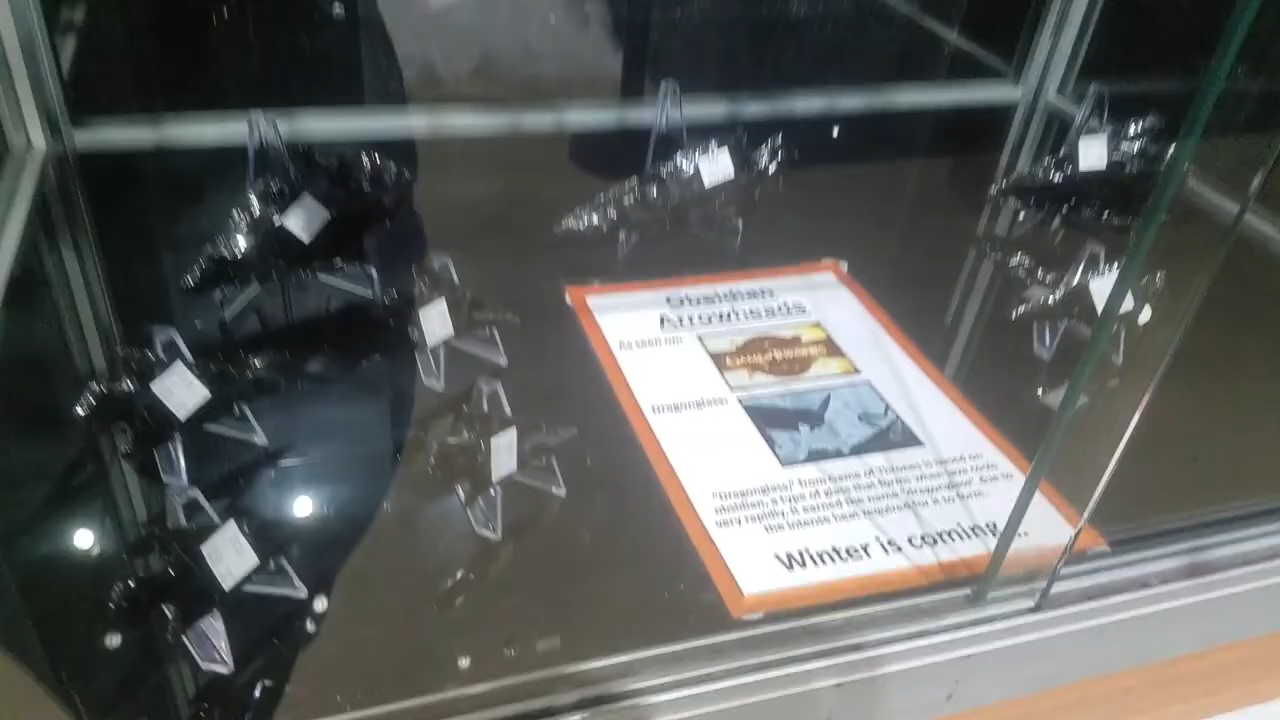 Obsidian
Arrowheads
As seen on:
Dragonglass:
"Dragonglass" from Game of Thrones is based on
obsidian, a type of glass that forms when lava cools
very rapidly. It earned the name "dragonglass" due to
the intense heat required for it to form.
Winter is coming...